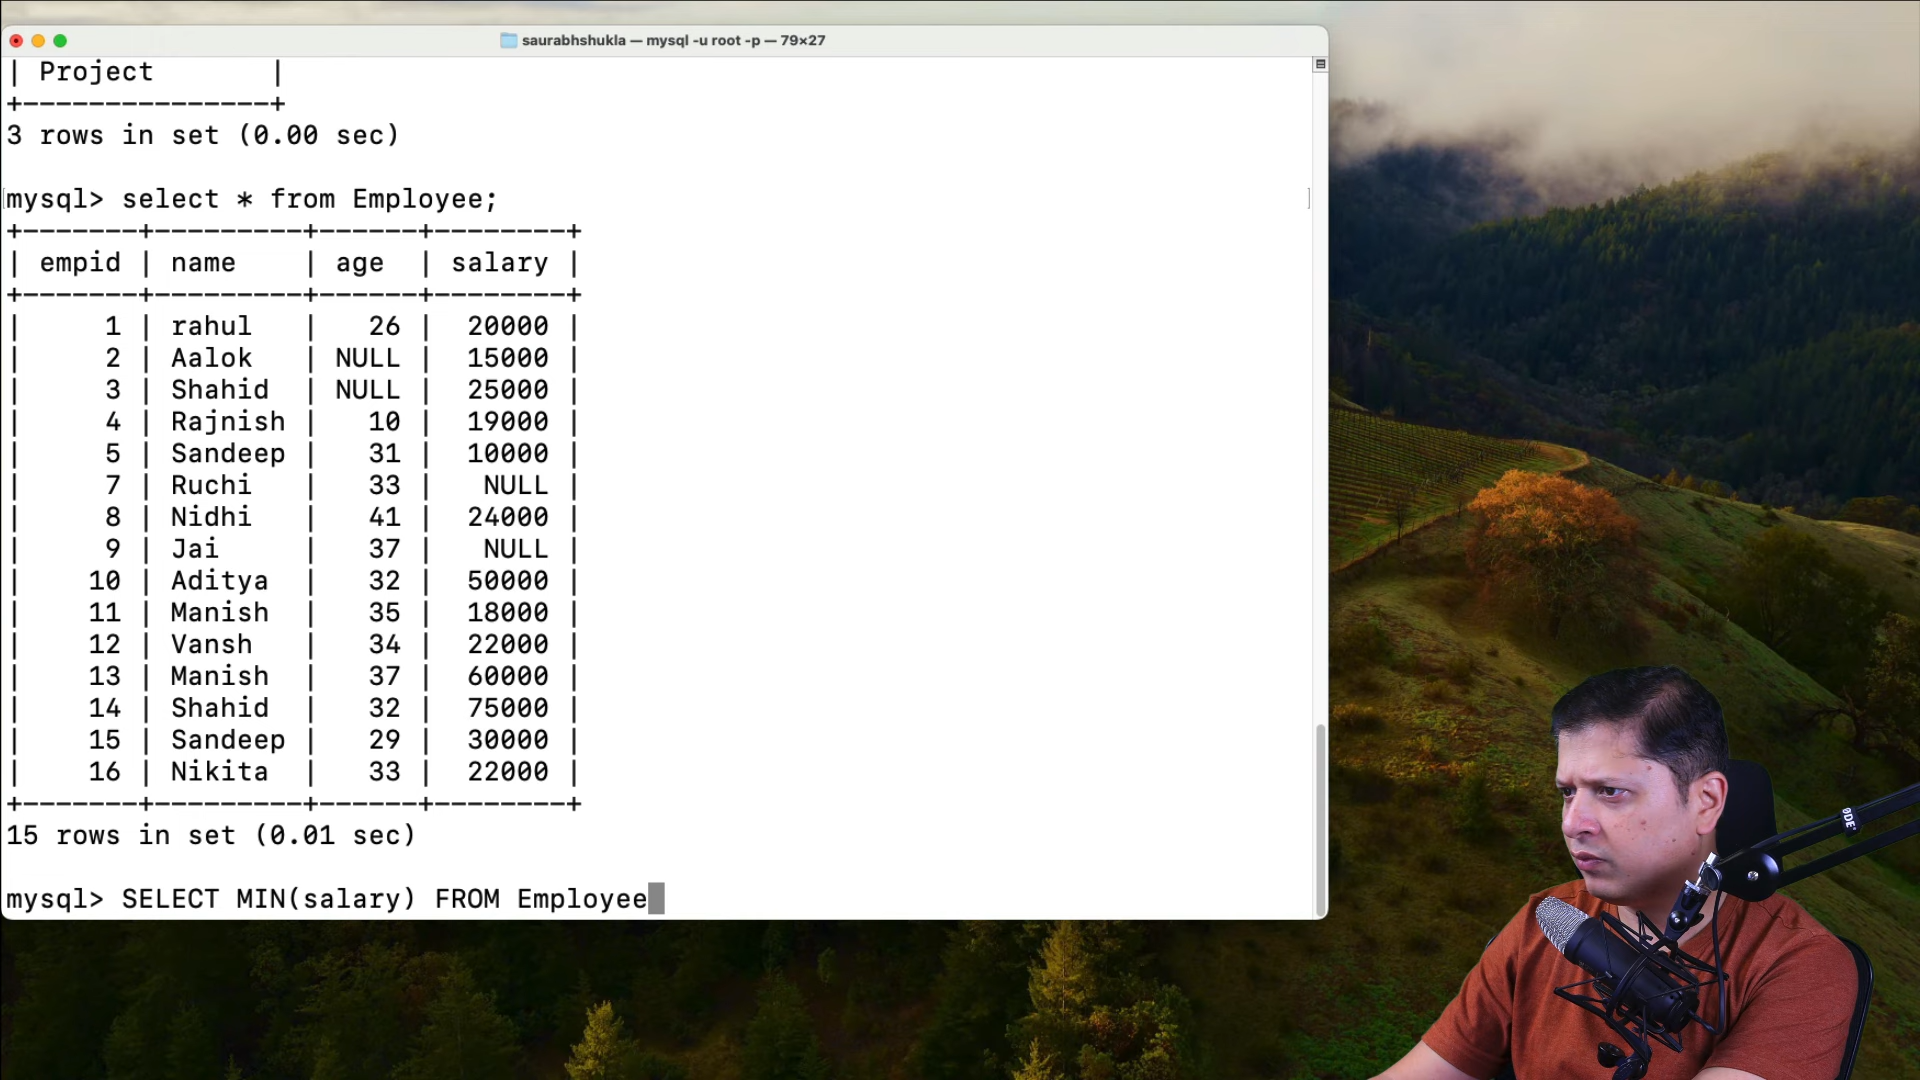 saurabhshukla — mysql -u root -p — 79×27
| Project       |
+---------------+
3 rows in set (0.00 sec)
mysql> select * from Employee;
+-------+---------+------+--------+
| empid | name    | age  | salary |
+-------+---------+------+--------+
|     1 | rahul   |   26 |  20000 |
|     2 | Aalok   | NULL |  15000 |
|     3 | Shahid  | NULL |  25000 |
|     4 | Rajnish |   10 |  19000 |
|     5 | Sandeep |   31 |  10000 |
|     7 | Ruchi   |   33 |   NULL |
|     8 | Nidhi   |   41 |  24000 |
|     9 | Jai     |   37 |   NULL |
|    10 | Aditya  |   32 |  50000 |
|    11 | Manish  |   35 |  18000 |
|    12 | Vansh   |   34 |  22000 |
|    13 | Manish  |   37 |  60000 |
|    14 | Shahid  |   32 |  75000 |
|    15 | Sandeep |   29 |  30000 |
|    16 | Nikita  |   33 |  22000 |
+-------+---------+------+--------+
15 rows in set (0.01 sec)
mysql> SELECT MIN(salary) FROM Employee